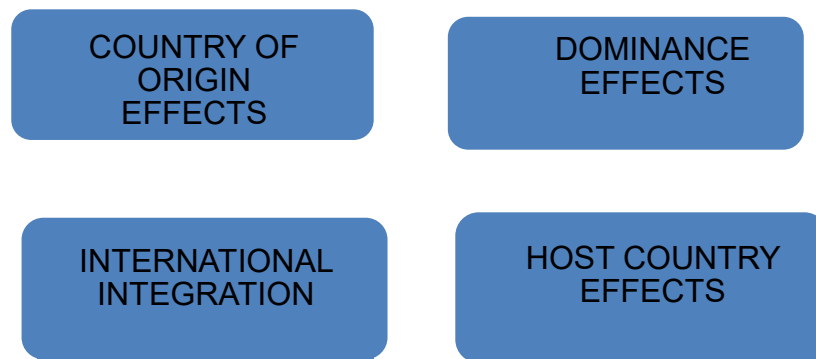 COUNTRY OF
ORIGIN
EFFECTS
DOMINANCE
EFFECTS
INTERNATIONAL
INTEGRATION
HOST COUNTRY
EFFECTS